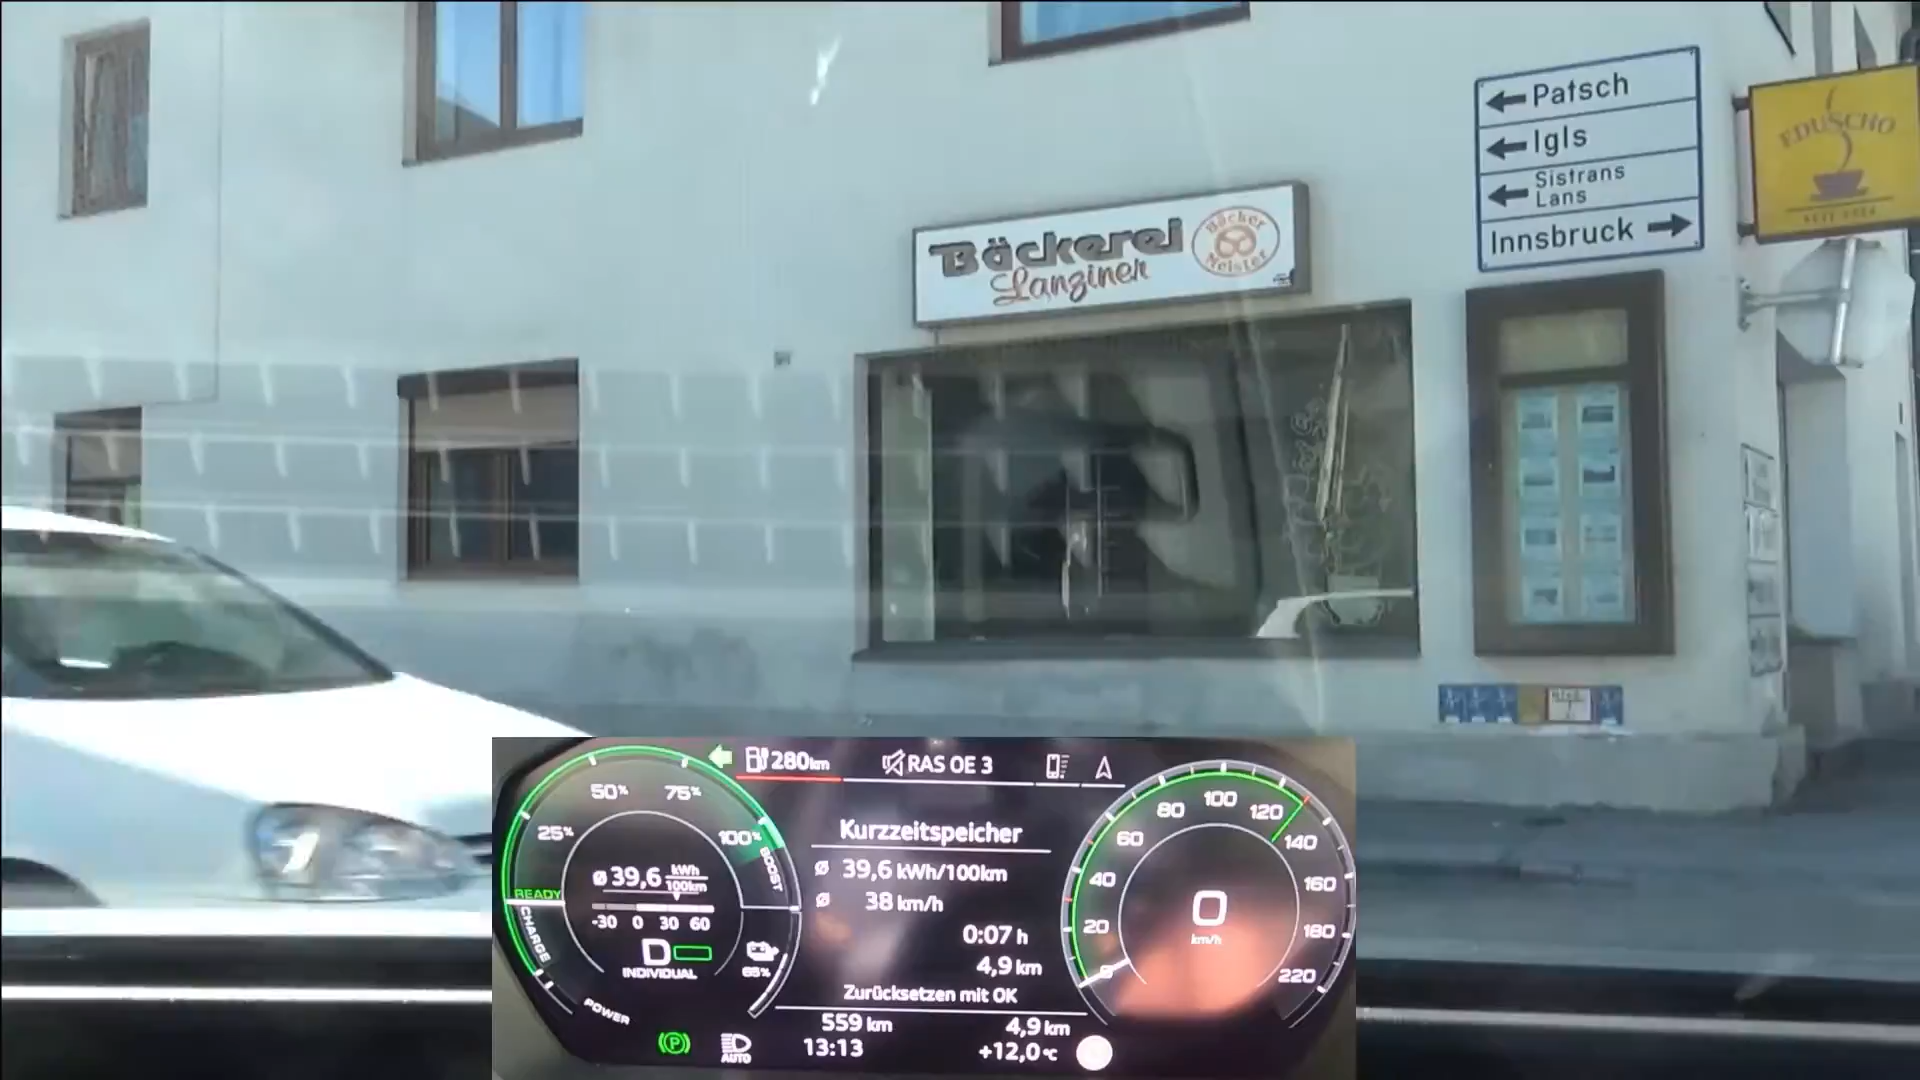 Patsch
Igls
Sistrans
Lans
Innsbruck
EDUSCHO
Bäckerei
Lanziner
Bäcker
Meister
280km
RAS OE 3
25%
50%
75%
100%
BOOST
READY
CHARGE
POWER
ø 39,6 kWh
100km
-30 0 30 60
D
INDIVIDUAL
65%
Kurzzeitspeicher
ø 39,6 kWh/100km
ø 38 km/h
0:07 h
4,9 km
Zurücksetzen mit OK
559 km
4,9 km
13:13
+12,0°C
P
AUTO
0
20
40
60
80
100
120
140
160
180
220
0
km/h